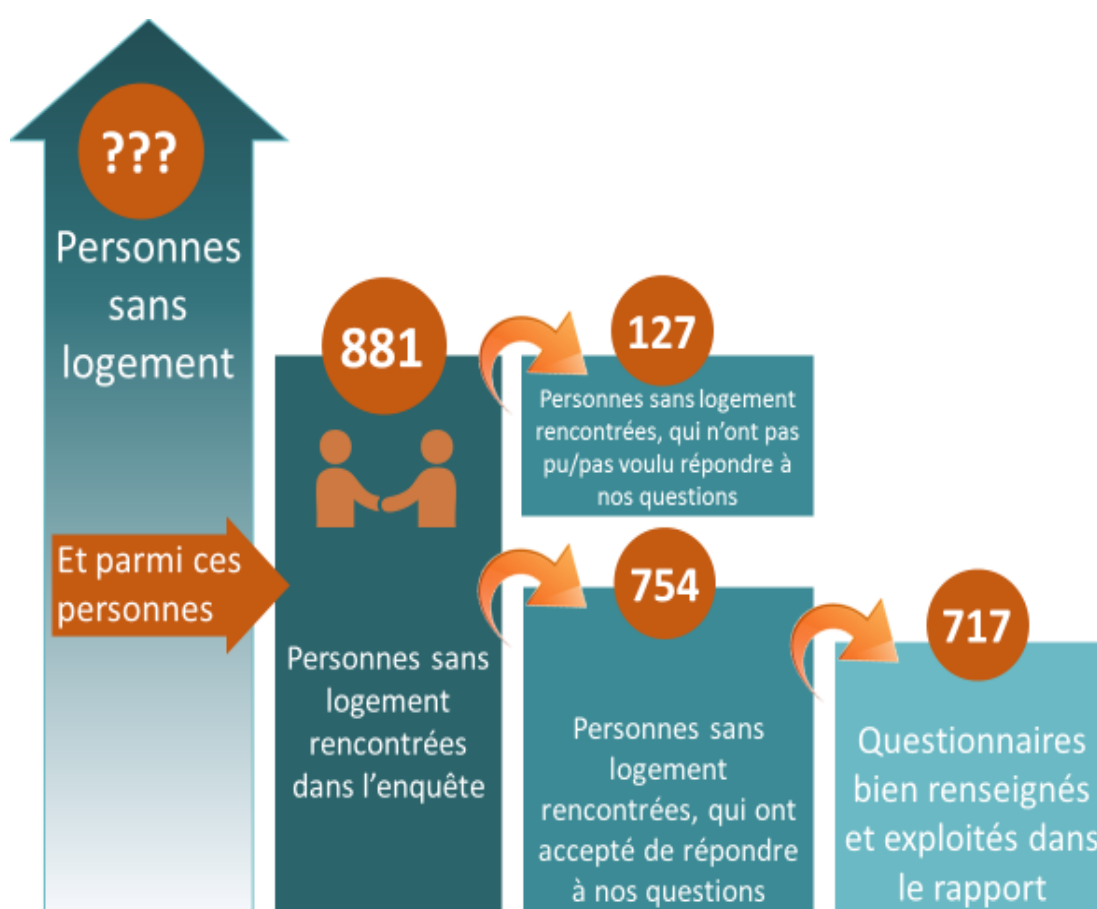 ???
Personnes
sans
logement
Et parmi ces
personnes
881
Personnes sans
logement
rencontrées
dans l’enquête
127
Personnes sans logement
rencontrées, qui n’ont pas
pu/pas voulu répondre à
nos questions
754
Personnes sans
logement
rencontrées, qui ont
accepté de répondre
à nos questions
717
Questionnaires
bien renseignés
et exploités dans
le rapport